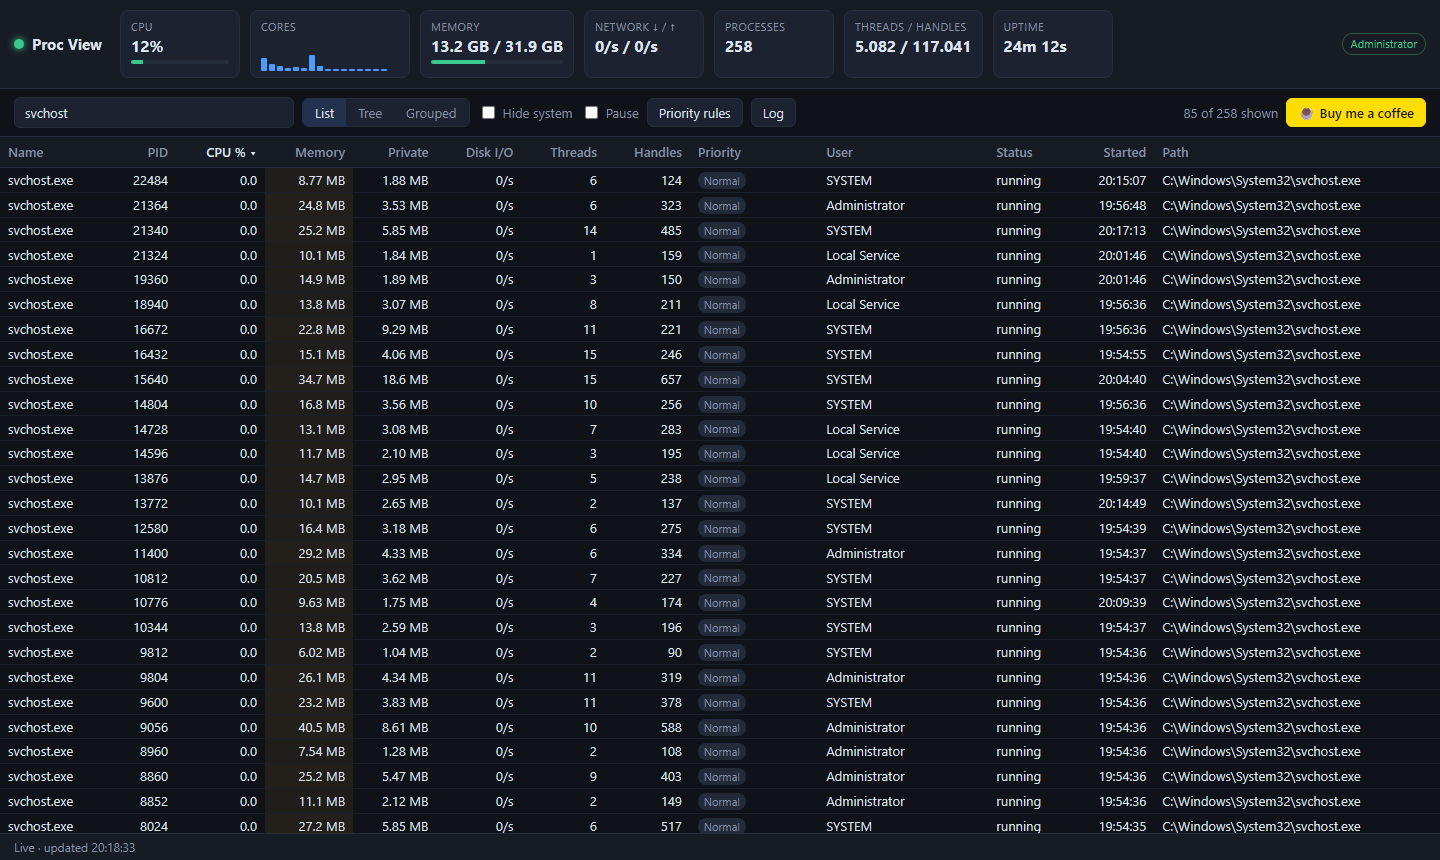 Proc View
CPU
12%
CORES
MEMORY
13.2 GB / 31.9 GB
NETWORK ↓ / ↑
0/s / 0/s
PROCESSES
258
THREADS / HANDLES
5.082 / 117.041
UPTIME
24m 12s
Administrator
svchost List Tree Grouped Hide system Pause Priority rules Log 85 of 258 shown Buy me a coffee
Name PID CPU % ▾ Memory Private Disk I/O Threads Handles Priority User Status Started Path
svchost.exe 22484 0.0 8.77 MB 1.88 MB 0/s 6 124 Normal SYSTEM running 20:15:07 C:\Windows\System32\svchost.exe
svchost.exe 21364 0.0 24.8 MB 3.53 MB 0/s 6 323 Normal Administrator running 19:56:48 C:\Windows\System32\svchost.exe
svchost.exe 21340 0.0 25.2 MB 5.85 MB 0/s 14 485 Normal SYSTEM running 20:17:13 C:\Windows\System32\svchost.exe
svchost.exe 21324 0.0 10.1 MB 1.84 MB 0/s 1 159 Normal Local Service running 20:01:46 C:\Windows\System32\svchost.exe
svchost.exe 19360 0.0 14.9 MB 1.89 MB 0/s 3 150 Normal Administrator running 20:01:46 C:\Windows\System32\svchost.exe
svchost.exe 18940 0.0 13.8 MB 3.07 MB 0/s 8 211 Normal Local Service running 19:56:36 C:\Windows\System32\svchost.exe
svchost.exe 16672 0.0 22.8 MB 9.29 MB 0/s 11 221 Normal SYSTEM running 19:56:36 C:\Windows\System32\svchost.exe
svchost.exe 16432 0.0 15.1 MB 4.06 MB 0/s 15 246 Normal SYSTEM running 19:54:55 C:\Windows\System32\svchost.exe
svchost.exe 15640 0.0 34.7 MB 18.6 MB 0/s 15 657 Normal SYSTEM running 20:04:40 C:\Windows\System32\svchost.exe
svchost.exe 14804 0.0 16.8 MB 3.56 MB 0/s 10 256 Normal SYSTEM running 19:56:36 C:\Windows\System32\svchost.exe
svchost.exe 14728 0.0 13.1 MB 3.08 MB 0/s 7 283 Normal Local Service running 19:54:40 C:\Windows\System32\svchost.exe
svchost.exe 14596 0.0 11.7 MB 2.10 MB 0/s 3 195 Normal Local Service running 19:54:40 C:\Windows\System32\svchost.exe
svchost.exe 13876 0.0 14.7 MB 2.95 MB 0/s 5 238 Normal Local Service running 19:59:37 C:\Windows\System32\svchost.exe
svchost.exe 13772 0.0 10.1 MB 2.65 MB 0/s 2 137 Normal SYSTEM running 20:14:49 C:\Windows\System32\svchost.exe
svchost.exe 12580 0.0 16.4 MB 3.18 MB 0/s 6 275 Normal SYSTEM running 19:54:39 C:\Windows\System32\svchost.exe
svchost.exe 11400 0.0 29.2 MB 4.33 MB 0/s 6 334 Normal Administrator running 19:54:37 C:\Windows\System32\svchost.exe
svchost.exe 10812 0.0 20.5 MB 3.62 MB 0/s 7 227 Normal SYSTEM running 19:54:37 C:\Windows\System32\svchost.exe
svchost.exe 10776 0.0 9.63 MB 1.75 MB 0/s 4 174 Normal SYSTEM running 20:09:39 C:\Windows\System32\svchost.exe
svchost.exe 10344 0.0 13.8 MB 2.59 MB 0/s 3 196 Normal SYSTEM running 19:54:37 C:\Windows\System32\svchost.exe
svchost.exe 9812 0.0 6.02 MB 1.04 MB 0/s 2 90 Normal SYSTEM running 19:54:36 C:\Windows\System32\svchost.exe
svchost.exe 9804 0.0 26.1 MB 4.34 MB 0/s 11 319 Normal Administrator running 19:54:36 C:\Windows\System32\svchost.exe
svchost.exe 9600 0.0 23.2 MB 3.83 MB 0/s 11 378 Normal SYSTEM running 19:54:36 C:\Windows\System32\svchost.exe
svchost.exe 9056 0.0 40.5 MB 8.61 MB 0/s 10 588 Normal Administrator running 19:54:36 C:\Windows\System32\svchost.exe
svchost.exe 8960 0.0 7.54 MB 1.28 MB 0/s 2 108 Normal Administrator running 19:54:36 C:\Windows\System32\svchost.exe
svchost.exe 8860 0.0 25.2 MB 5.47 MB 0/s 9 403 Normal Administrator running 19:54:36 C:\Windows\System32\svchost.exe
svchost.exe 8852 0.0 11.1 MB 2.12 MB 0/s 2 149 Normal Administrator running 19:54:36 C:\Windows\System32\svchost.exe
svchost.exe 8024 0.0 27.2 MB 5.85 MB 0/s 6 517 Normal SYSTEM running 19:54:35 C:\Windows\System32\svchost.exe
Live · updated 20:18:33